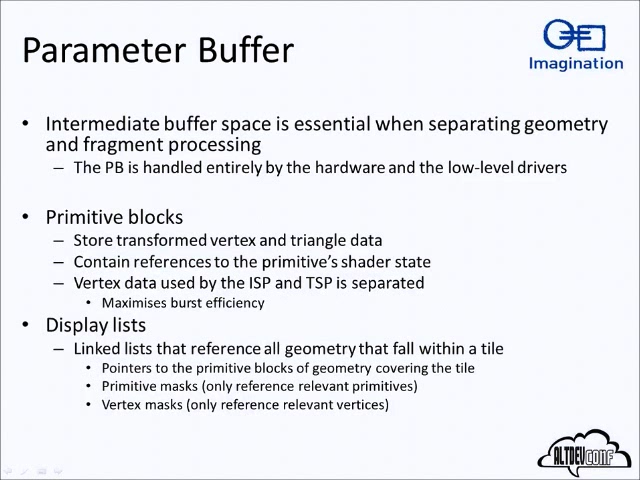 Parameter Buffer
Imagination
• Intermediate buffer space is essential when separating geometry
and fragment processing
– The PB is handled entirely by the hardware and the low-level drivers
• Primitive blocks
– Store transformed vertex and triangle data
– Contain references to the primitive's shader state
– Vertex data used by the ISP and TSP is separated
• Maximises burst efficiency
• Display lists
– Linked lists that reference all geometry that fall within a tile
• Pointers to the primitive blocks of geometry covering the tile
• Primitive masks (only reference relevant primitives)
• Vertex masks (only reference relevant vertices)
ALTDEVCONF